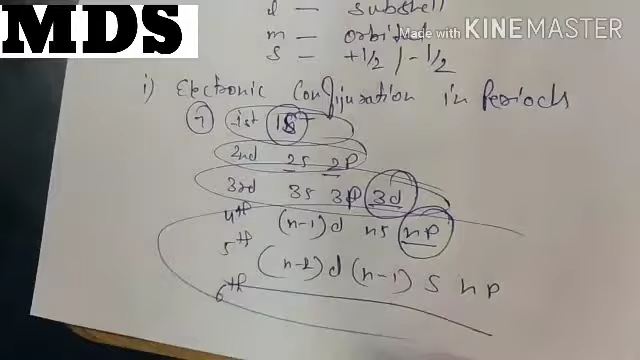 MDS
l — subshell
m — orbital
Made with KINEMASTER
s — +1/2 / -1/2
i) Electronic Configuration in Periods
7 1st 1S
2nd 2s 2p
3rd 3s 3p 3d
4th (n-1)d ns np
5th (n-2)d (n-1) s np
6th